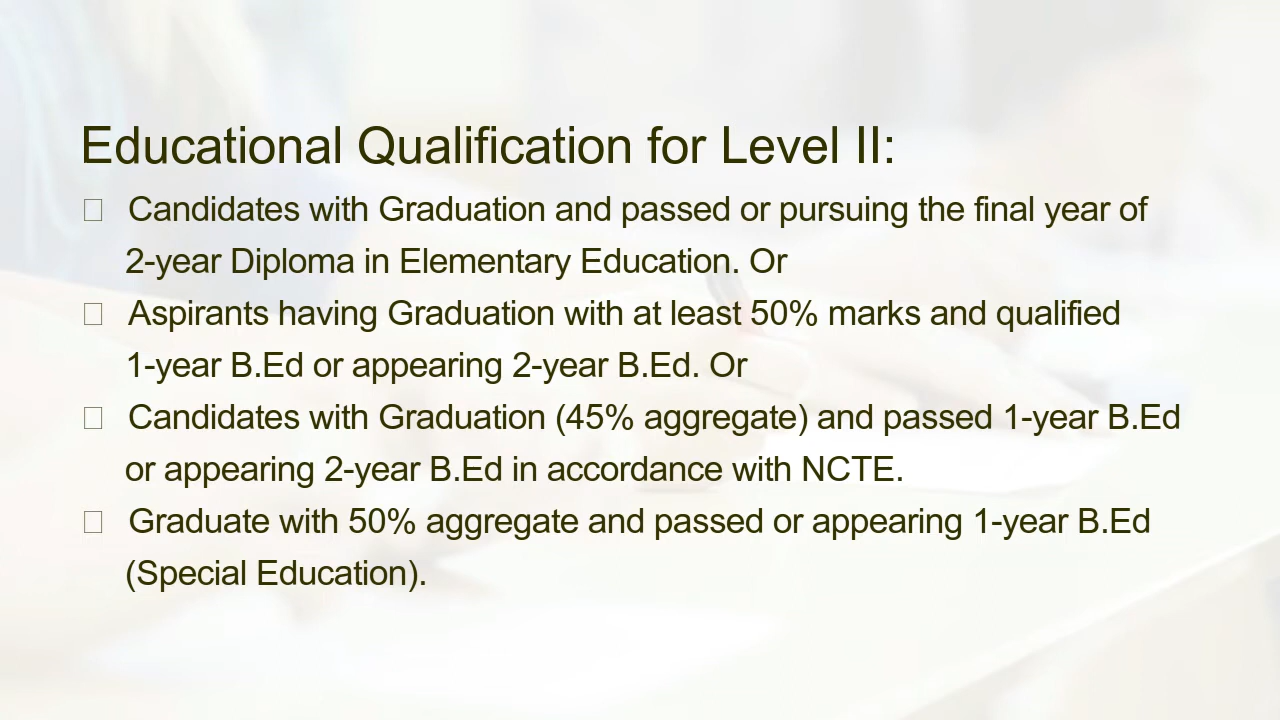 Educational Qualification for Level II:
Candidates with Graduation and passed or pursuing the final year of
2-year Diploma in Elementary Education. Or
Aspirants having Graduation with at least 50% marks and qualified
1-year B.Ed or appearing 2-year B.Ed. Or
Candidates with Graduation (45% aggregate) and passed 1-year B.Ed
or appearing 2-year B.Ed in accordance with NCTE.
Graduate with 50% aggregate and passed or appearing 1-year B.Ed
(Special Education).